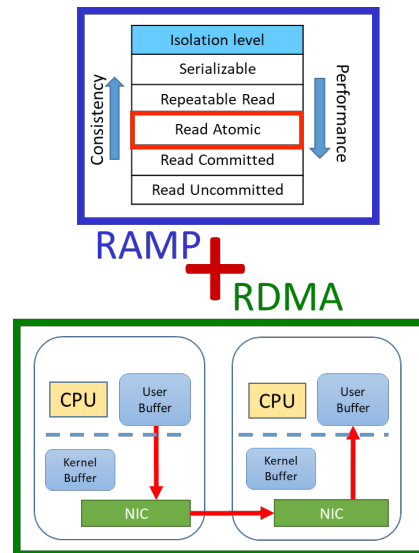 Isolation level
Serializable
Repeatable Read
Read Atomic
Read Committed
Read Uncommitted
Consistency
Performance
RAMP
RDMA
CPU
User
Buffer
Kernel
Buffer
NIC
CPU
User
Buffer
Kernel
Buffer
NIC